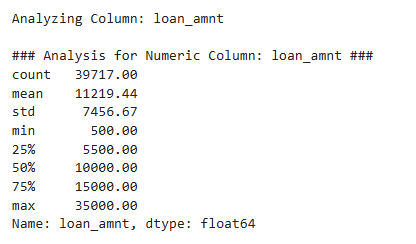 Analyzing Column: loan_amnt
### Analysis for Numeric Column: loan_amnt ###
count   39717.00
mean    11219.44
std      7456.67
min       500.00
25%      5500.00
50%     10000.00
75%     15000.00
max     35000.00
Name: loan_amnt, dtype: float64